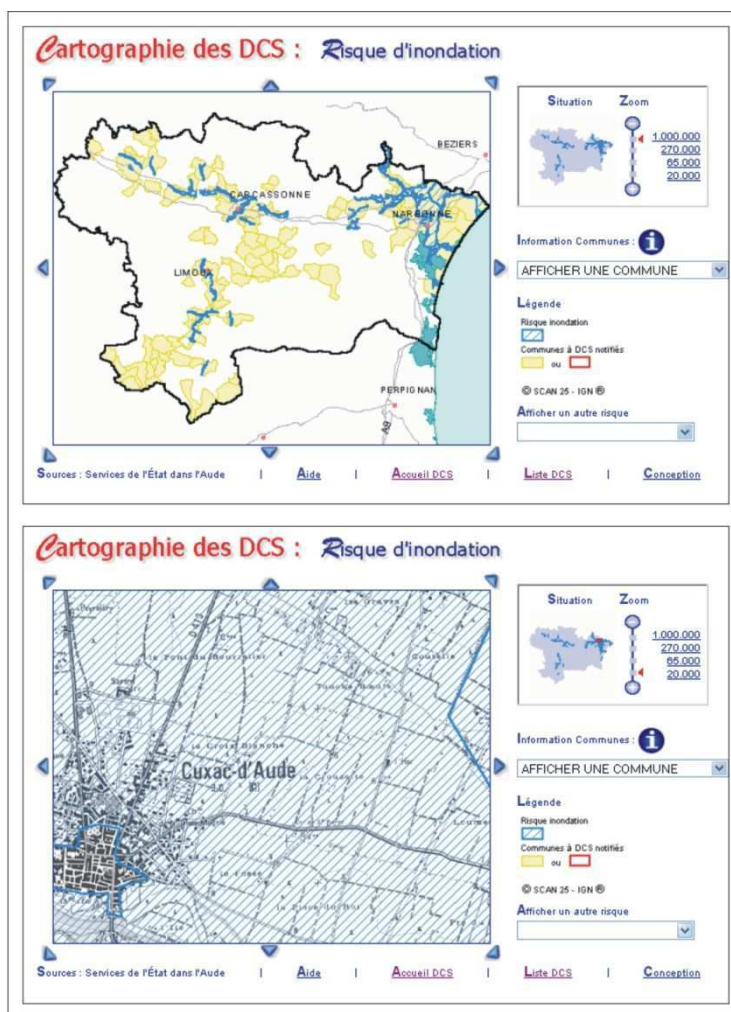 Cartographie des DCS : Risque d'inondation
BEZIERS
CARCASSONNE
NARBONNE
LIMOUX
PERPIGNAN
A9
Situation Zoom
1.000.000
270.000
65.000
20.000
Information Communes : i
AFFICHER UNE COMMUNE
Légende
Risque inondation
Communes à DCS notifiés
ou
© SCAN 25 - IGN ®
Afficher un autre risque
Sources : Services de l'État dans l'Aude | Aide | Accueil DCS | Liste DCS | Conception
Cartographie des DCS : Risque d'inondation
D 413
la Croix Blanche
Cuxac-d'Aude
Situation Zoom
1.000.000
270.000
65.000
20.000
Information Communes : i
AFFICHER UNE COMMUNE
Légende
Risque inondation
Communes à DCS notifiés
ou
© SCAN 25 - IGN ®
Afficher un autre risque
Sources : Services de l'État dans l'Aude | Aide | Accueil DCS | Liste DCS | Conception